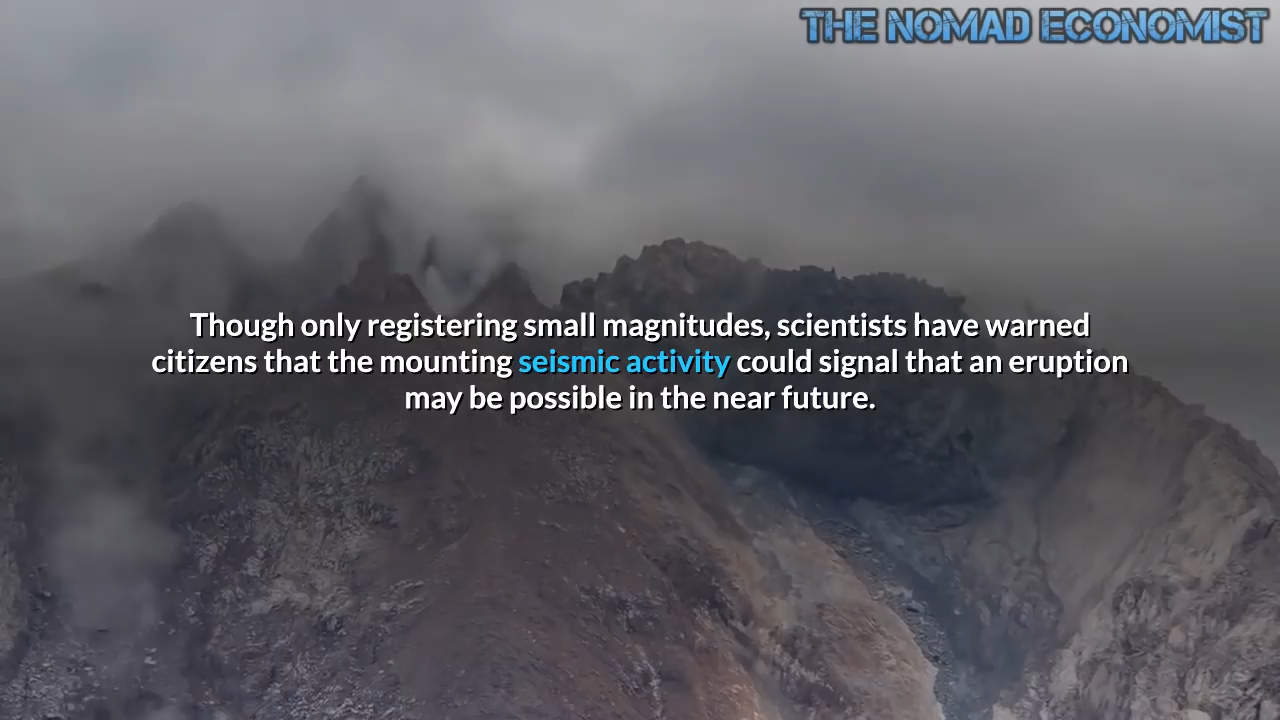 THE NOMAD ECONOMIST
Though only registering small magnitudes, scientists have warned
citizens that the mounting seismic activity could signal that an eruption
may be possible in the near future.